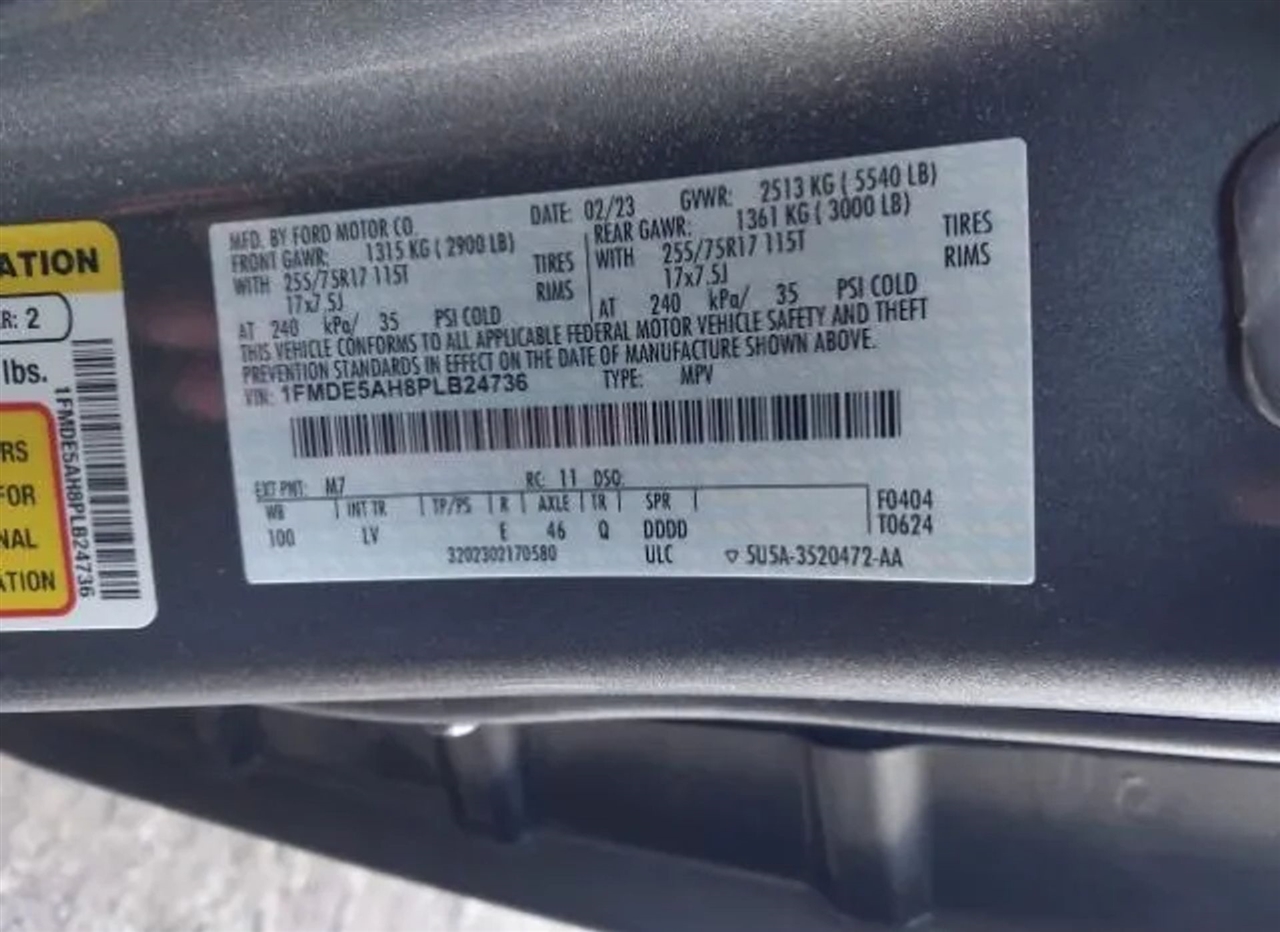 ATION
R: 2
lbs.
1FMDE5AH8PLB24736
RS
FOR
NAL
ATION
MFD. BY FORD MOTOR CO. DATE: 02/23 GVWR: 2513 KG ( 5540 LB)
FRONT GAWR: 1315 KG ( 2900 LB) REAR GAWR: 1361 KG ( 3000 LB)
WITH 255/75R17 115T TIRES WITH 255/75R17 115T TIRES
17x7.5J RIMS 17x7.5J RIMS
AT 240 kPa/ 35 PSI COLD AT 240 kPa/ 35 PSI COLD
THIS VEHICLE CONFORMS TO ALL APPLICABLE FEDERAL MOTOR VEHICLE SAFETY AND THEFT
PREVENTION STANDARDS IN EFFECT ON THE DATE OF MANUFACTURE SHOWN ABOVE.
VIN: 1FMDE5AH8PLB24736 TYPE: MPV
EXT PNT: M7 RC: 11 DSO:
WB INT TR TP/PS R AXLE TR SPR F0404
100 LV E 46 Q DDDD T0624
3202302170580 ULC ▽ 5U5A-3520472-AA